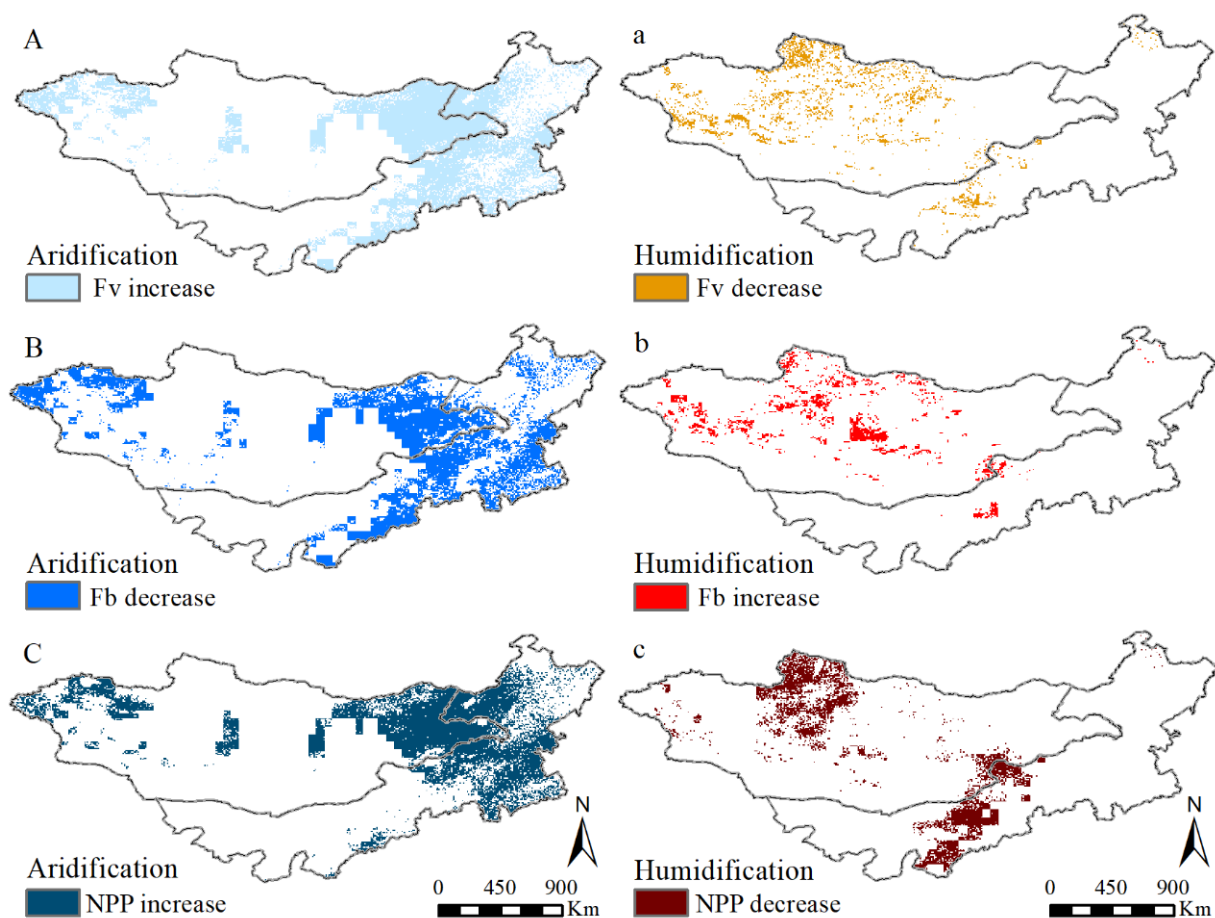 A
Aridification
Fv increase
a
Humidification
Fv decrease
B
Aridification
Fb decrease
b
Humidification
Fb increase
C
Aridification
NPP increase
N
0 450 900
Km
c
Humidification
NPP decrease
N
0 450 900
Km